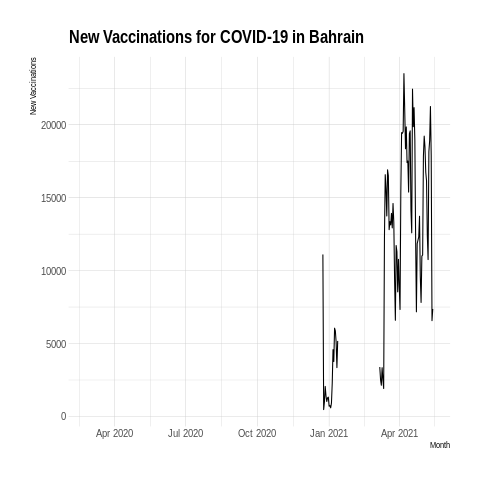 New Vaccinations for COVID-19 in Bahrain
New Vaccinations
20000
15000
10000
5000
0
Apr 2020 Jul 2020 Oct 2020 Jan 2021 Apr 2021
Month